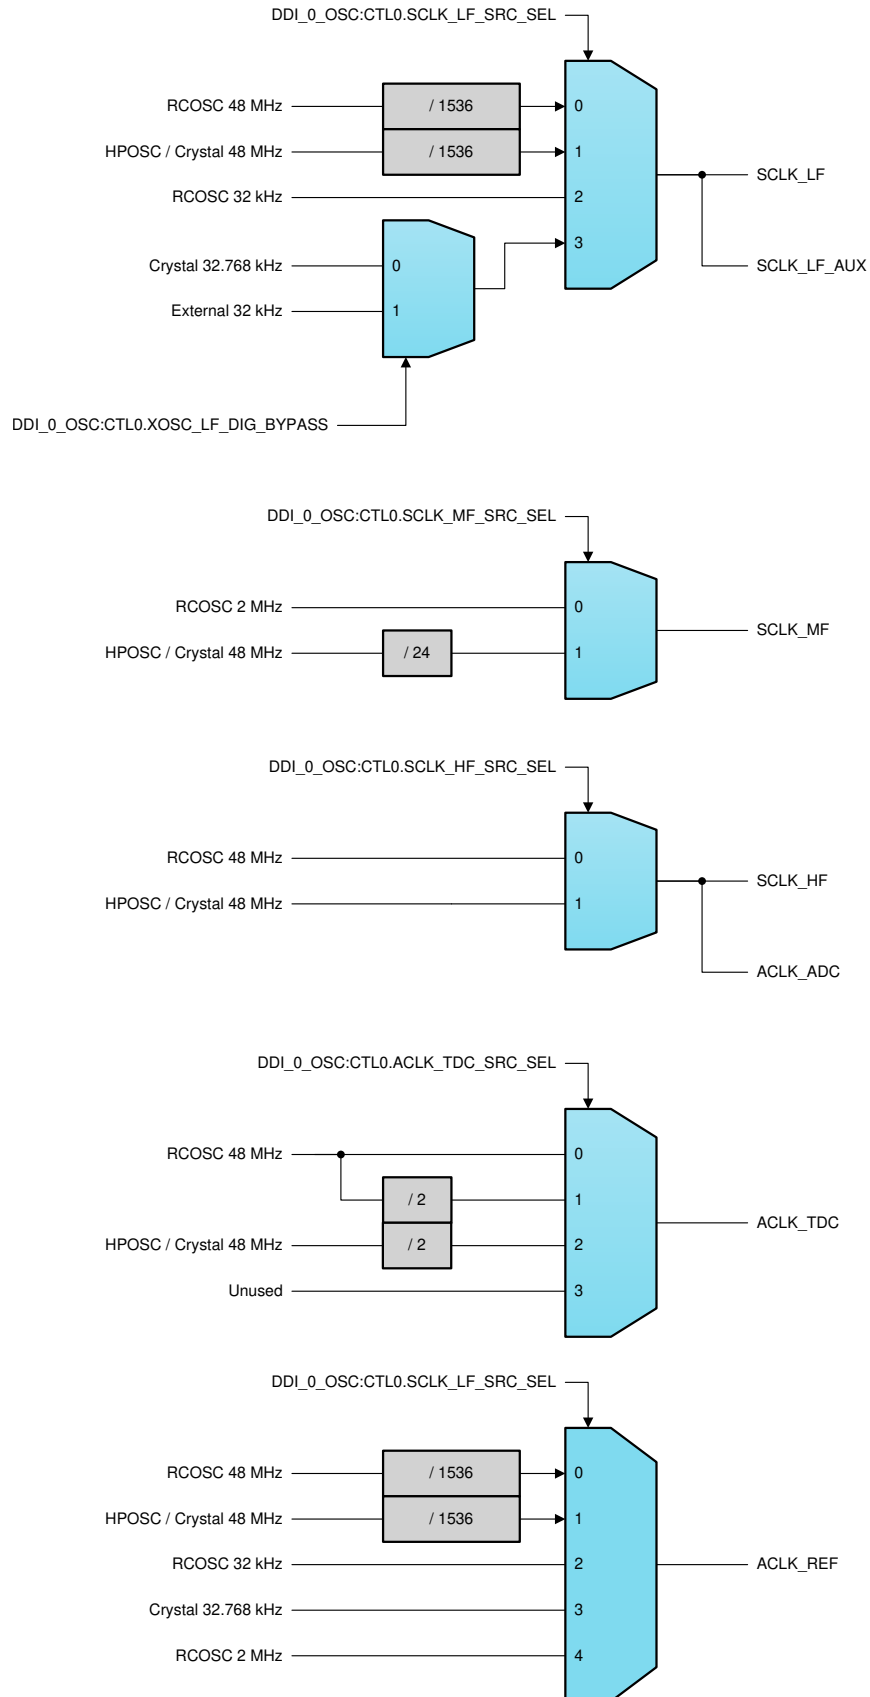 DDI_0_OSC:CTL0.SCLK_LF_SRC_SEL
RCOSC 48 MHz
/ 1536
0
HPOSC / Crystal 48 MHz
/ 1536
1
SCLK_LF
RCOSC 32 kHz
2
3
Crystal 32.768 kHz
0
SCLK_LF_AUX
External 32 kHz
1
DDI_0_OSC:CTL0.XOSC_LF_DIG_BYPASS
DDI_0_OSC:CTL0.SCLK_MF_SRC_SEL
RCOSC 2 MHz
0
SCLK_MF
HPOSC / Crystal 48 MHz
/ 24
1
DDI_0_OSC:CTL0.SCLK_HF_SRC_SEL
RCOSC 48 MHz
0
SCLK_HF
HPOSC / Crystal 48 MHz
1
ACLK_ADC
DDI_0_OSC:CTL0.ACLK_TDC_SRC_SEL
RCOSC 48 MHz
0
/ 2
1
ACLK_TDC
HPOSC / Crystal 48 MHz
/ 2
2
Unused
3
DDI_0_OSC:CTL0.SCLK_LF_SRC_SEL
RCOSC 48 MHz
/ 1536
0
HPOSC / Crystal 48 MHz
/ 1536
1
RCOSC 32 kHz
2
ACLK_REF
Crystal 32.768 kHz
3
RCOSC 2 MHz
4